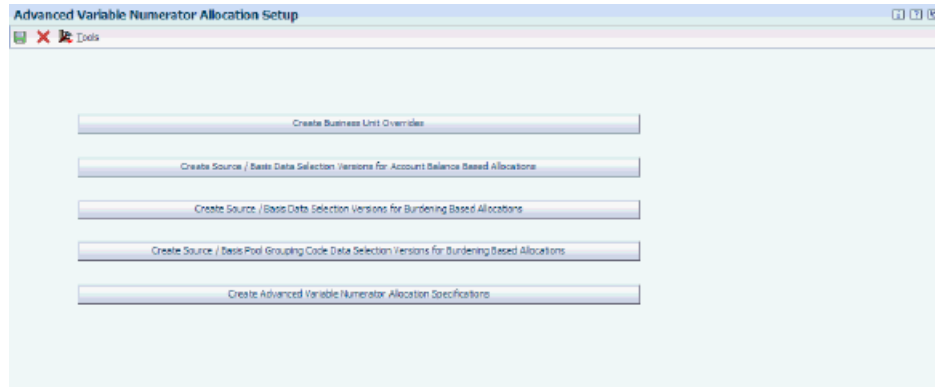 Advanced Variable Numerator Allocation Setup
Tools
Create Business Unit Overrides
Create Source / Basis Data Selection Versions for Account Balance Based Allocations
Create Source / Basis Data Selection Versions for Burdening Based Allocations
Create Source / Basis Pool Grouping Code Data Selection Versions for Burdening Based Allocations
Create Advanced Variable Numerator Allocation Specifications